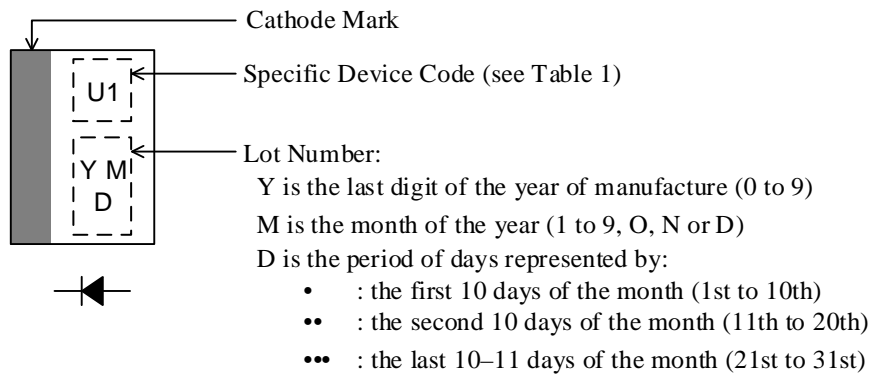 Cathode Mark
Specific Device Code (see Table 1)
U1
Lot Number:
Y M
D
Y is the last digit of the year of manufacture (0 to 9)
M is the month of the year (1 to 9, O, N or D)
D is the period of days represented by:
• : the first 10 days of the month (1st to 10th)
•• : the second 10 days of the month (11th to 20th)
••• : the last 10–11 days of the month (21st to 31st)